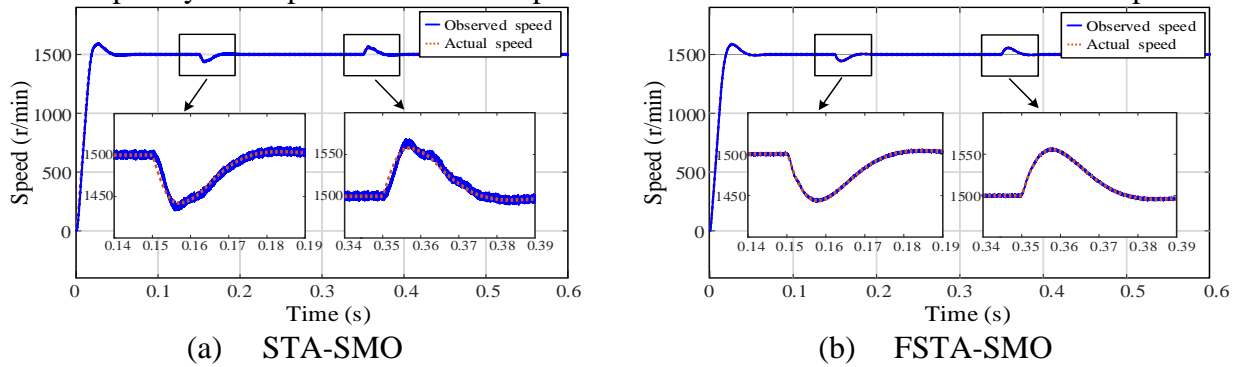 Observed speed
Actual speed
Speed (r/min)
1500
1000
500
0
1500
1450
0.14 0.15 0.16 0.17 0.18 0.19
1550
1500
0.34 0.35 0.36 0.37 0.38 0.39
0 0.1 0.2 0.3 0.4 0.5 0.6
Time (s)
(a) STA-SMO
Observed speed
Actual speed
Speed (r/min)
1500
1000
500
0
1500
1450
0.14 0.15 0.16 0.17 0.18 0.19
1550
1500
0.34 0.35 0.36 0.37 0.38 0.39
0 0.1 0.2 0.3 0.4 0.5 0.6
Time (s)
(b) FSTA-SMO